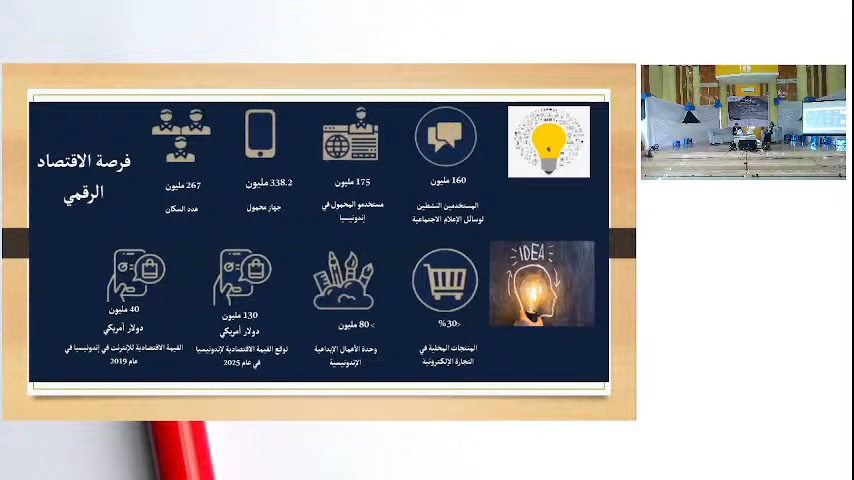 فرصة الاقتصاد
الرقمي
160 مليون
المستخدمين النشطين
لوسائل الإعلام الاجتماعية
175 مليون
مستخدمو المحمول في
إندونيسيا
338.2 مليون
جهاز محمول
267 مليون
عدد السكان
IDEA
<30%
المنتجات المحلية في
التجارة الإلكترونية
> 80 مليون
وحدة الأعمال الإبداعية
الإندونيسية
130 مليون
دولار أمريكي
توقع القيمة الاقتصادية لإندونيسيا
في عام 2025
40 مليون
دولار أمريكي
القيمة الاقتصادية للإنترنت في إندونيسيا في
عام 2019